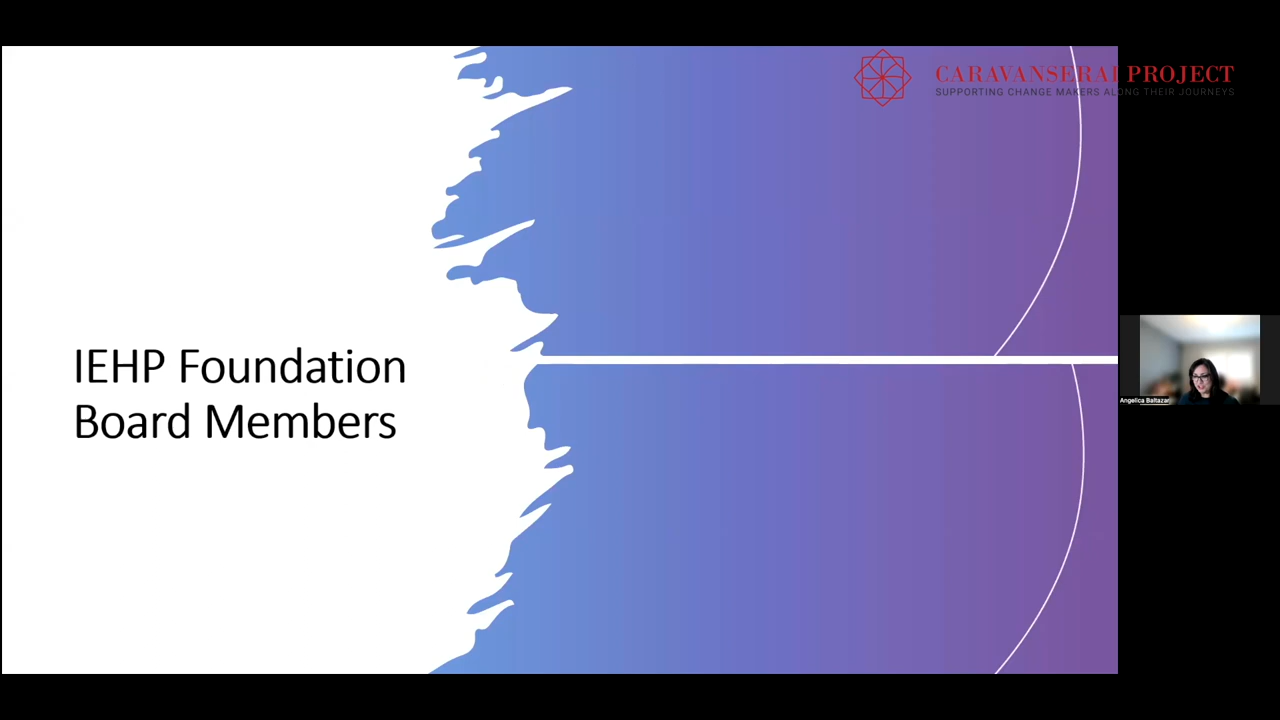 CARAVANSERAI PROJECT
SUPPORTING CHANGE MAKERS ALONG THEIR JOURNEYS
IEHP Foundation
Board Members
Angelica Baltazar